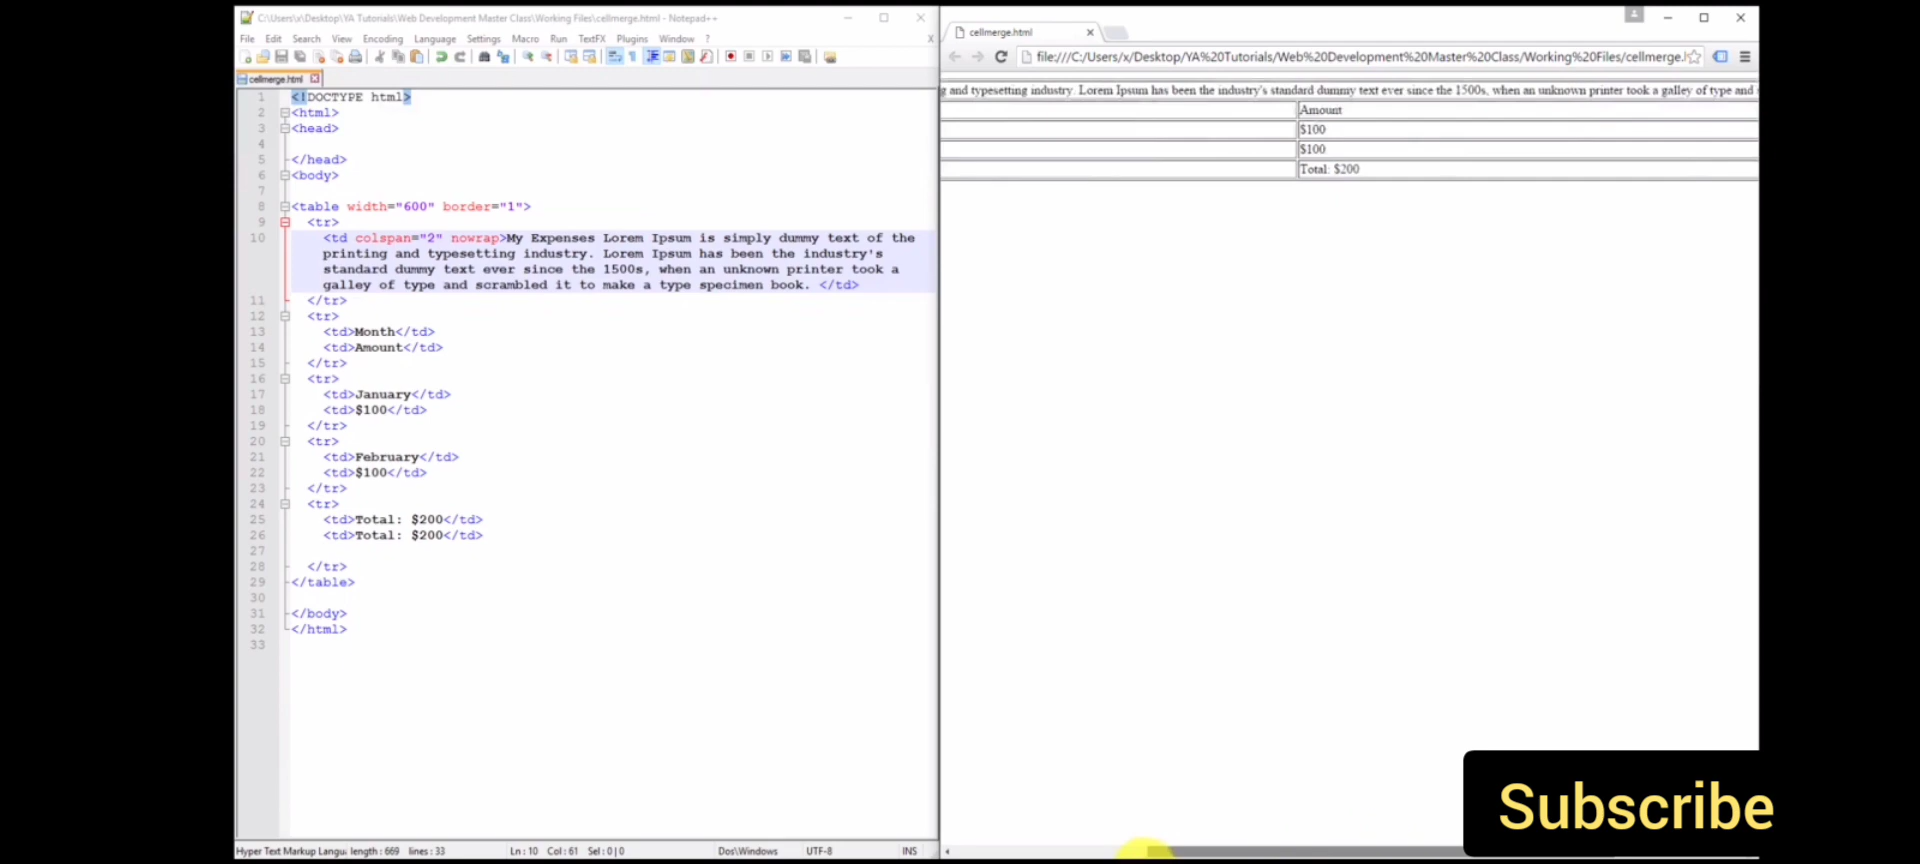 C:\Users\x\Desktop\YA Tutorials\Web Development Master Class\Working Files\cellmerge.html - Notepad++
File Edit Search View Encoding Language Settings Macro Run TextFX Plugins Window ?
X
cellmerge.html
1 <!DOCTYPE html>
2 <html>
3 <head>
4
5 </head>
6 <body>
7
8 <table width="600" border="1">
9 <tr>
10 <td colspan="2" nowrap>My Expenses Lorem Ipsum is simply dummy text of the
printing and typesetting industry. Lorem Ipsum has been the industry's
standard dummy text ever since the 1500s, when an unknown printer took a
galley of type and scrambled it to make a type specimen book. </td>
11 </tr>
12 <tr>
13 <td>Month</td>
14 <td>Amount</td>
15 </tr>
16 <tr>
17 <td>January</td>
18 <td>$100</td>
19 </tr>
20 <tr>
21 <td>February</td>
22 <td>$100</td>
23 </tr>
24 <tr>
25 <td>Total: $200</td>
26 <td>Total: $200</td>
27
28 </tr>
29 </table>
30
31 </body>
32 </html>
33
Hyper Text Markup Langu length : 669 lines : 33 Ln : 10 Col : 61 Sel : 0 | 0 Dos\Windows UTF-8 INS
cellmerge.html
file:///C:/Users/x/Desktop/YA%20Tutorials/Web%20Development%20Master%20Class/Working%20Files/cellmerge.
g and typesetting industry. Lorem Ipsum has been the industry's standard dummy text ever since the 1500s, when an unknown printer took a galley of type and
Amount
$100
$100
Total: $200
Subscribe